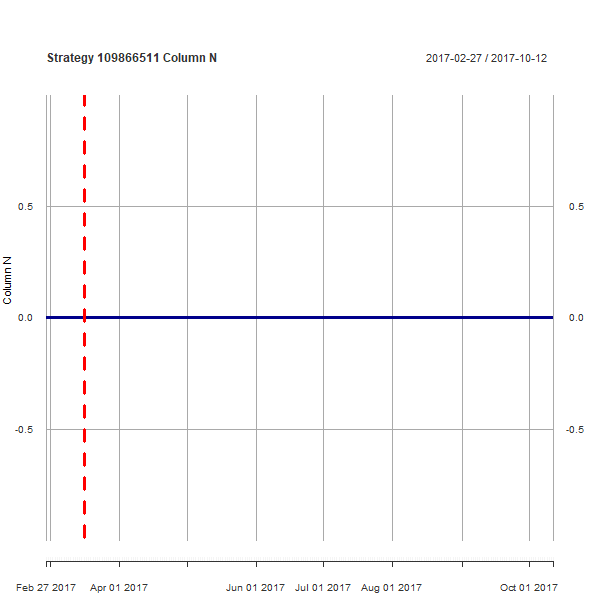 Strategy 109866511 Column N
2017-02-27 / 2017-10-12
0.5
0.5
Column N
0.0
0.0
-0.5
-0.5
Feb 27 2017
Apr 01 2017
Jun 01 2017
Jul 01 2017
Aug 01 2017
Oct 01 2017